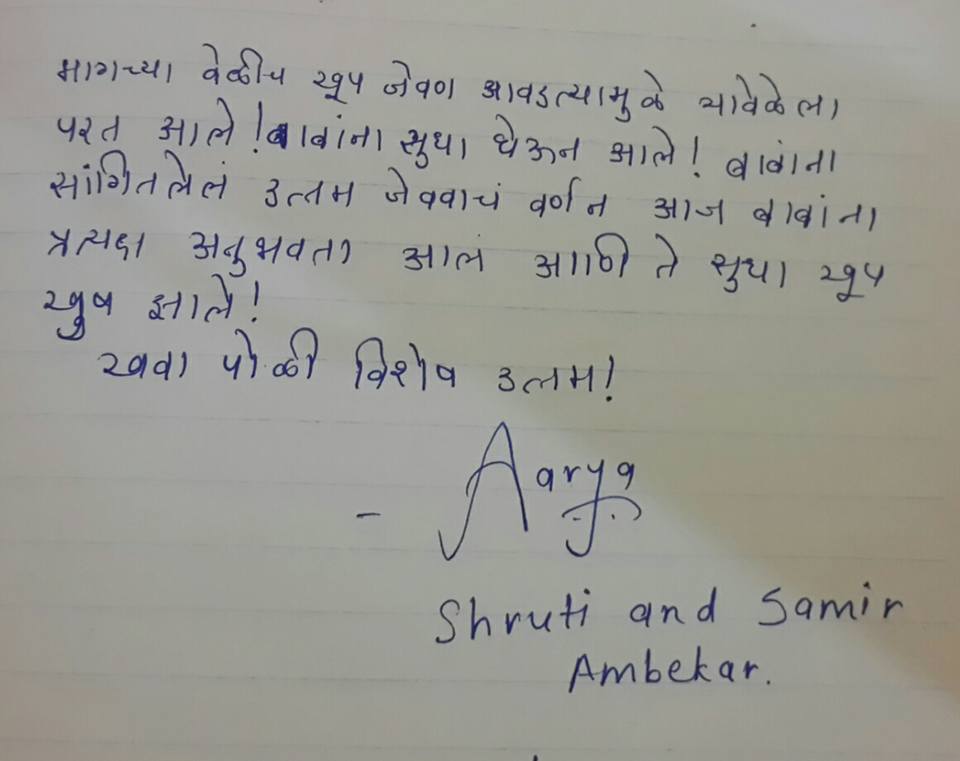 मागच्या वेळीच खूप जेवण आवडल्यामुळे यावेळेला
परत आले! बाबांना सुधा घेऊन आले! बाबांना
सांगितलेलं उत्तम जेवणाचं वर्णन आज बाबांना
प्रत्यक्ष अनुभवता आलं आणि ते सुधा खूप
खुष झाले!
खवा पोळी विशेष उत्तम!
- Aarya
Shruti and Samir
Ambekar.